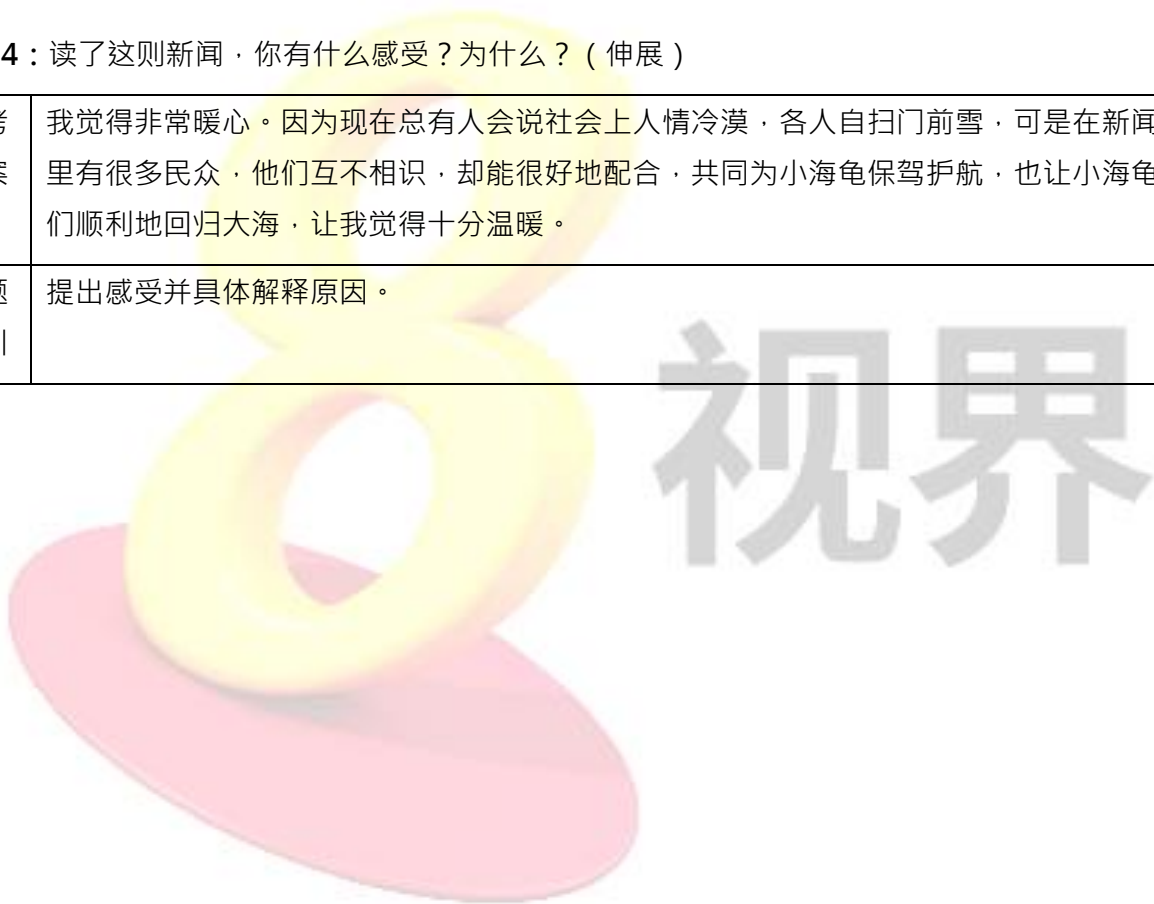 4：读了这则新闻，你有什么感受？为什么？（伸展）
考 我觉得非常暖心。因为现在总有人会说社会上人情冷漠，各人自扫门前雪，可是在新闻
案 里有很多民众，他们互不相识，却能很好地配合，共同为小海龟保驾护航，也让小海龟
们顺利地回归大海，让我觉得十分温暖。
题 提出感受并具体解释原因。
8视界